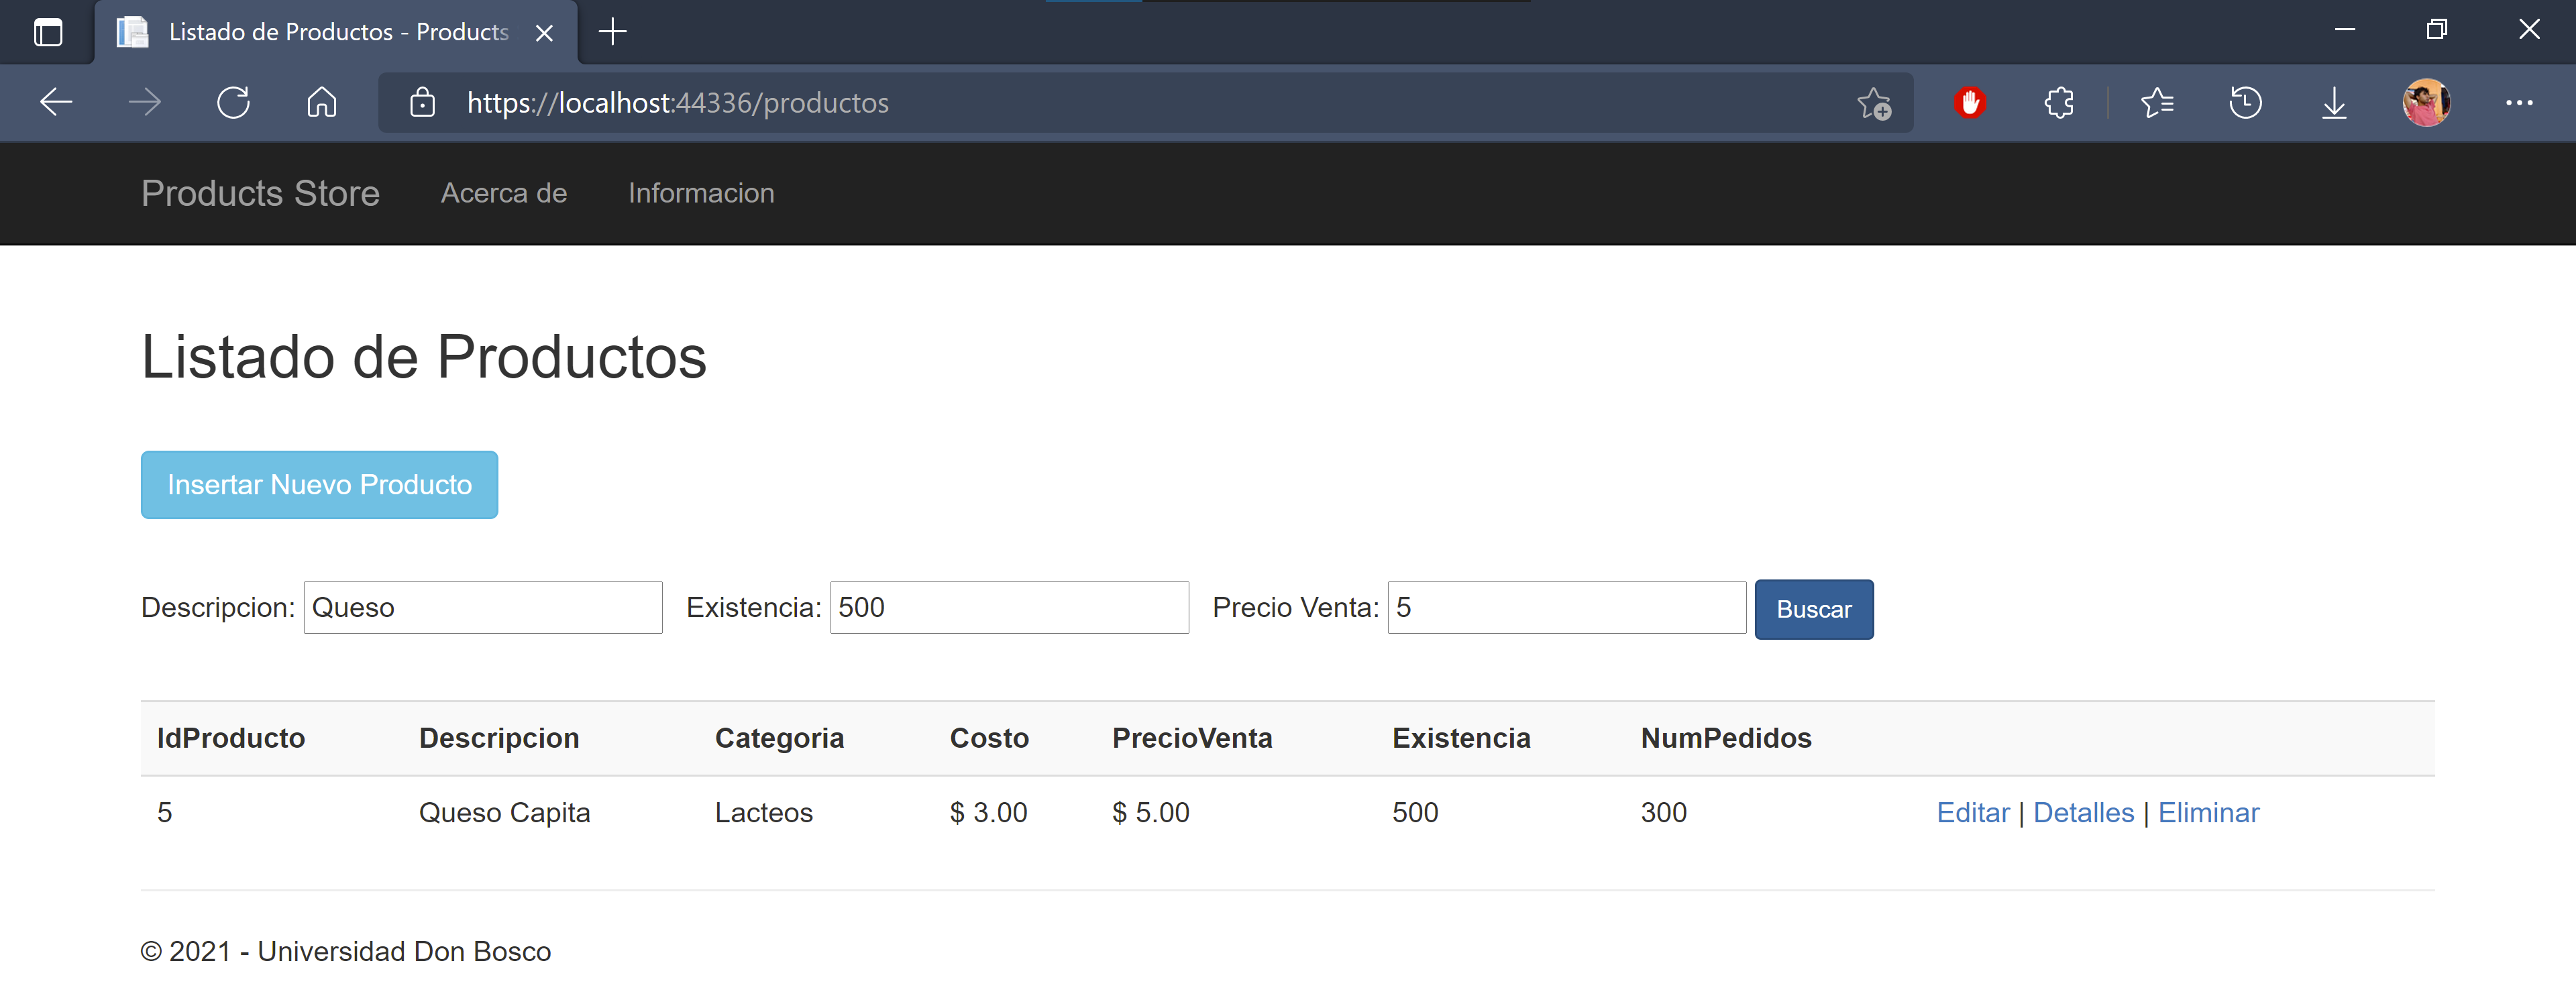 Listado de Productos - Products
https://localhost:44336/productos
Products Store Acerca de Informacion
Listado de Productos
Insertar Nuevo Producto
Descripcion: Queso Existencia: 500 Precio Venta: 5 Buscar
IdProducto Descripcion Categoria Costo PrecioVenta Existencia NumPedidos
5 Queso Capita Lacteos $ 3.00 $ 5.00 500 300 Editar | Detalles | Eliminar
© 2021 - Universidad Don Bosco